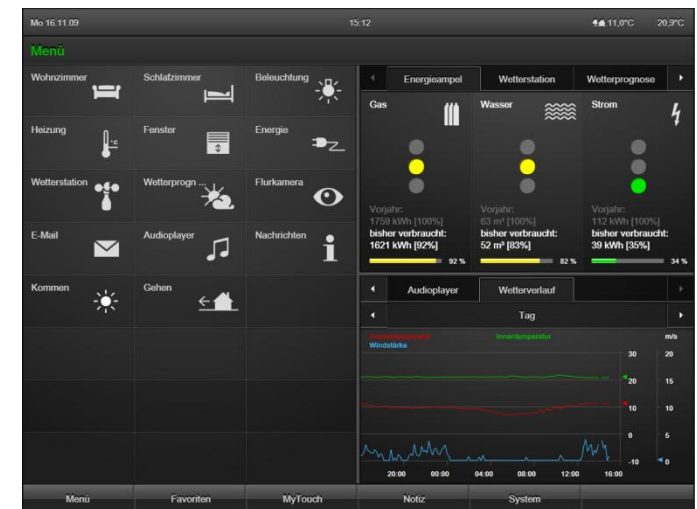 Mo 16.11.09
15:12
11,0°C
20,9°C
Menü
Wohnzimmer
Schlafzimmer
Beleuchtung
Heizung
Fenster
Energie
Wetterstation
Wetterprogn ...
Flurkamera
E-Mail
Audioplayer
Nachrichten
Kommen
Gehen
Energieampel
Wetterstation
Wetterprognose
Gas
Wasser
Strom
Vorjahr:
1759 kWh [100%]
bisher verbraucht:
1621 kWh [92%]
92 %
Vorjahr:
63 m³ [100%]
bisher verbraucht:
52 m³ [83%]
82 %
Vorjahr:
112 kWh [100%]
bisher verbraucht:
39 kWh [35%]
34 %
Audioplayer
Wetterverlauf
Tag
Innentemperatur
m/s
Windstärke
30 20
20 15
10 10
0 5
-10 0
20:00 00:00 04:00 08:00 12:00 16:00
Menü
Favoriten
MyTouch
Notiz
System